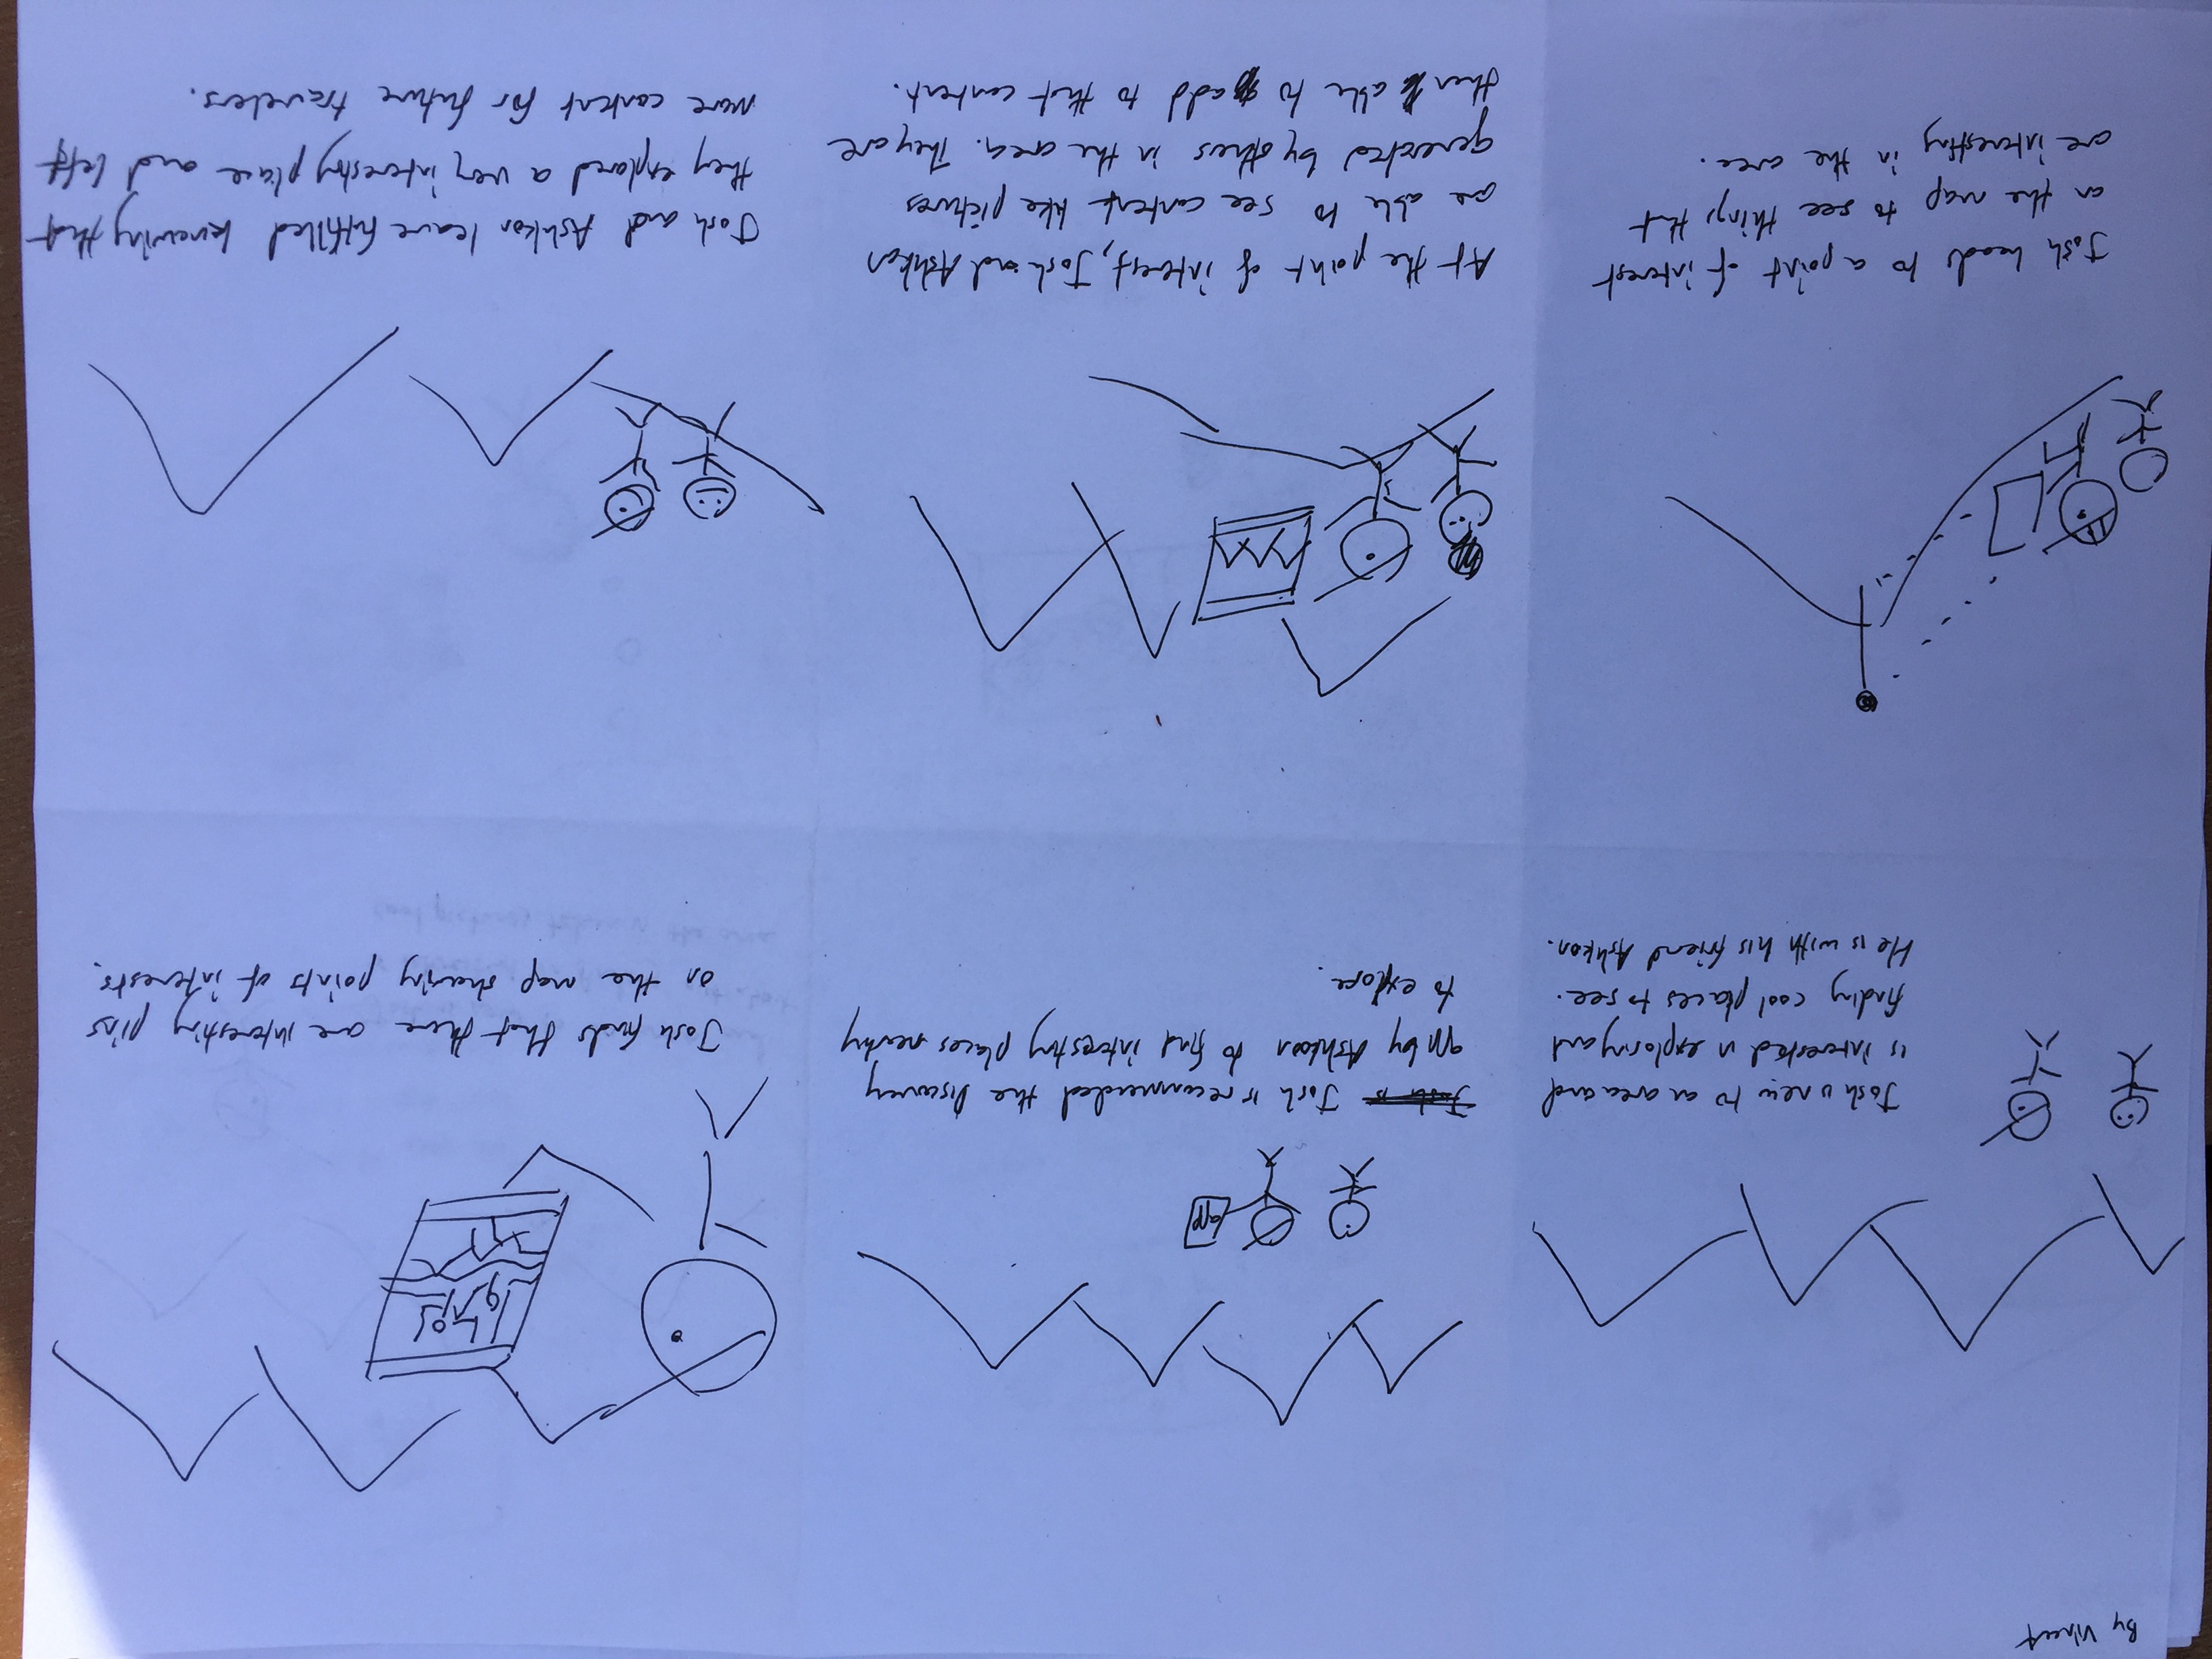 By Vineet
Josh is new to an area and
is interested in exploring and
finding cool places to see.
He is with his friend Ashkon.
app
Josh is Josh is recommended the Discovery
app by Ashkon to find interesting places nearby
to explore.
Josh finds that there are interesting pins
on the map sharing points of interests.
Josh heads to a point of interest
on the map to see things that
are interesting in the area.
At the point of interest, Josh and Ashkon
are able to see content like pictures
generated by others in the area. They are
then able to add to that content.
Josh and Ashkon leave fulfilled knowing that
they explored a very interesting place and left
more content for future travelers.